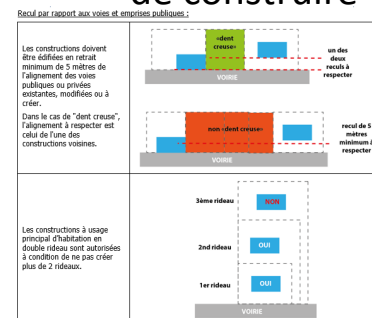 de construire
Recul par rapport aux voies et emprises publiques :
Les constructions doivent
être édifiées en retrait
minimum de 5 mètres de
l'alignement des voies
publiques ou privées
existantes, modifiées ou à
créer.
Dans le cas de "dent creuse",
l'alignement à respecter est
celui de l'une des
constructions voisines.
«dent
creuse»
un des
deux
reculs à
respecter
VOIRIE
non «dent creuse»
recul de 5
mètres
minimum à
respecter
VOIRIE
Les constructions à usage
principal d'habitation en
double rideau sont autorisées
à condition de ne pas créer
plus de 2 rideaux.
3ème rideau
NON
2nd rideau
OUI
1er rideau
OUI
VOIRIE